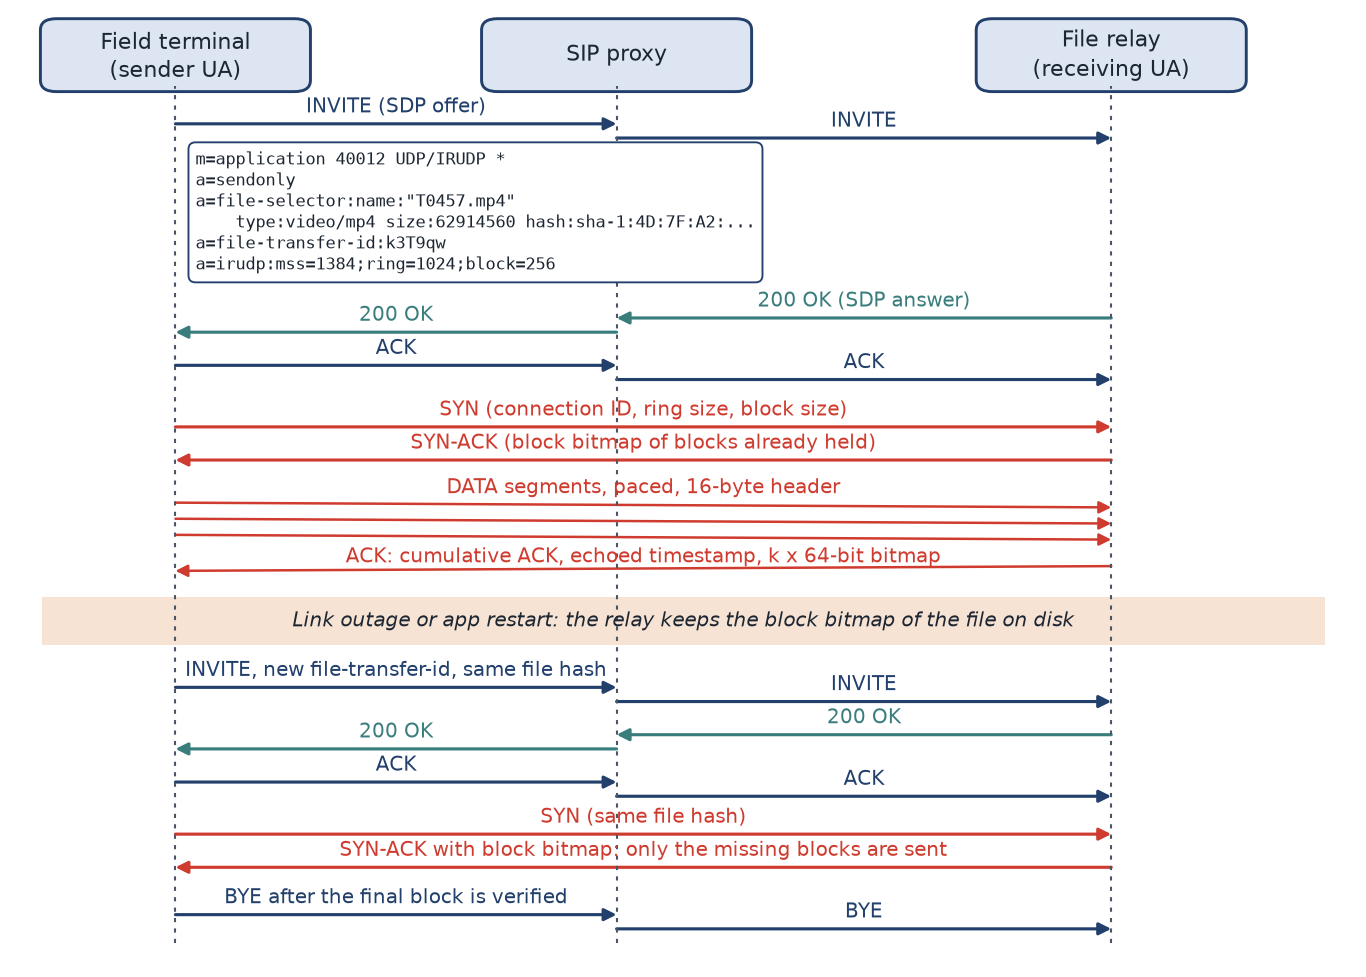 Field terminal
(sender UA)
SIP proxy
File relay
(receiving UA)
INVITE (SDP offer)
INVITE
m=application 40012 UDP/IRUDP *
a=sendonly
a=file-selector:name:"T0457.mp4"
type:video/mp4 size:62914560 hash:sha-1:4D:7F:A2:...
a=file-transfer-id:k3T9qw
a=irudp:mss=1384;ring=1024;block=256
200 OK (SDP answer)
200 OK
ACK
ACK
SYN (connection ID, ring size, block size)
SYN-ACK (block bitmap of blocks already held)
DATA segments, paced, 16-byte header
ACK: cumulative ACK, echoed timestamp, k x 64-bit bitmap
Link outage or app restart: the relay keeps the block bitmap of the file on disk
INVITE, new file-transfer-id, same file hash
INVITE
200 OK
200 OK
ACK
ACK
SYN (same file hash)
SYN-ACK with block bitmap: only the missing blocks are sent
BYE after the final block is verified
BYE